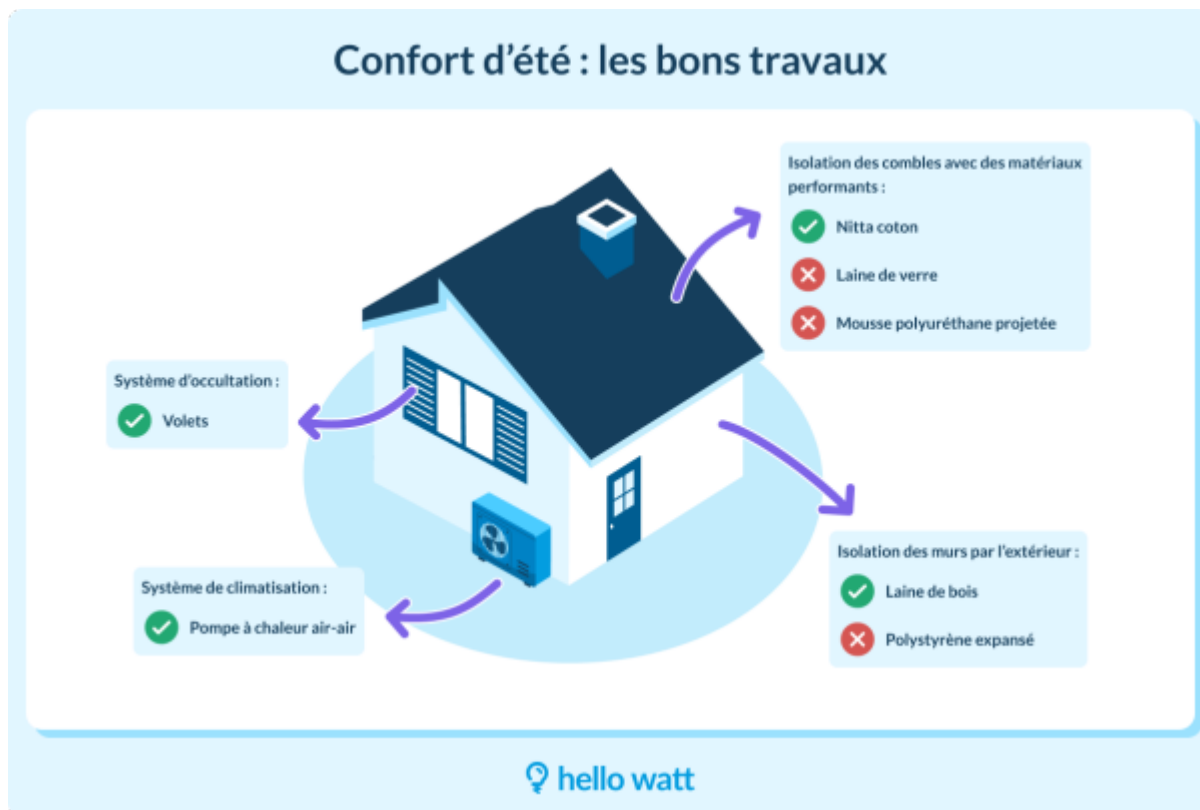 Confort d'été : les bons travaux
Isolation des combles avec des matériaux
performants :
Nitta coton
Laine de verre
Mousse polyuréthane projetée
Système d'occultation :
Volets
Isolation des murs par l'extérieur :
Laine de bois
Polystyrène expansé
Système de climatisation :
Pompe à chaleur air-air
hello watt